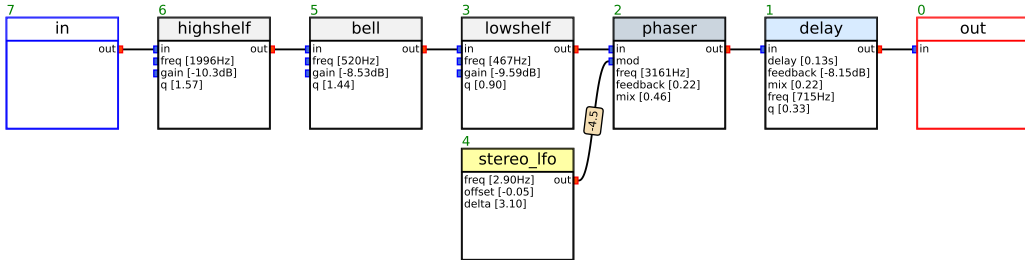 7
in
out
6
highshelf
in out
freq [1996Hz]
gain [-10.3dB]
q [1.57]
5
bell
in out
freq [520Hz]
gain [-8.53dB]
q [1.44]
3
lowshelf
in out
freq [467Hz]
gain [-9.59dB]
q [0.90]
2
phaser
in out
mod
freq [3161Hz]
feedback [0.22]
mix [0.46]
1
delay
in out
delay [0.13s]
feedback [-8.15dB]
mix [0.22]
freq [715Hz]
q [0.33]
0
out
in
4
stereo_lfo
freq [2.90Hz] out
offset [-0.05]
delta [3.10]
-4.5